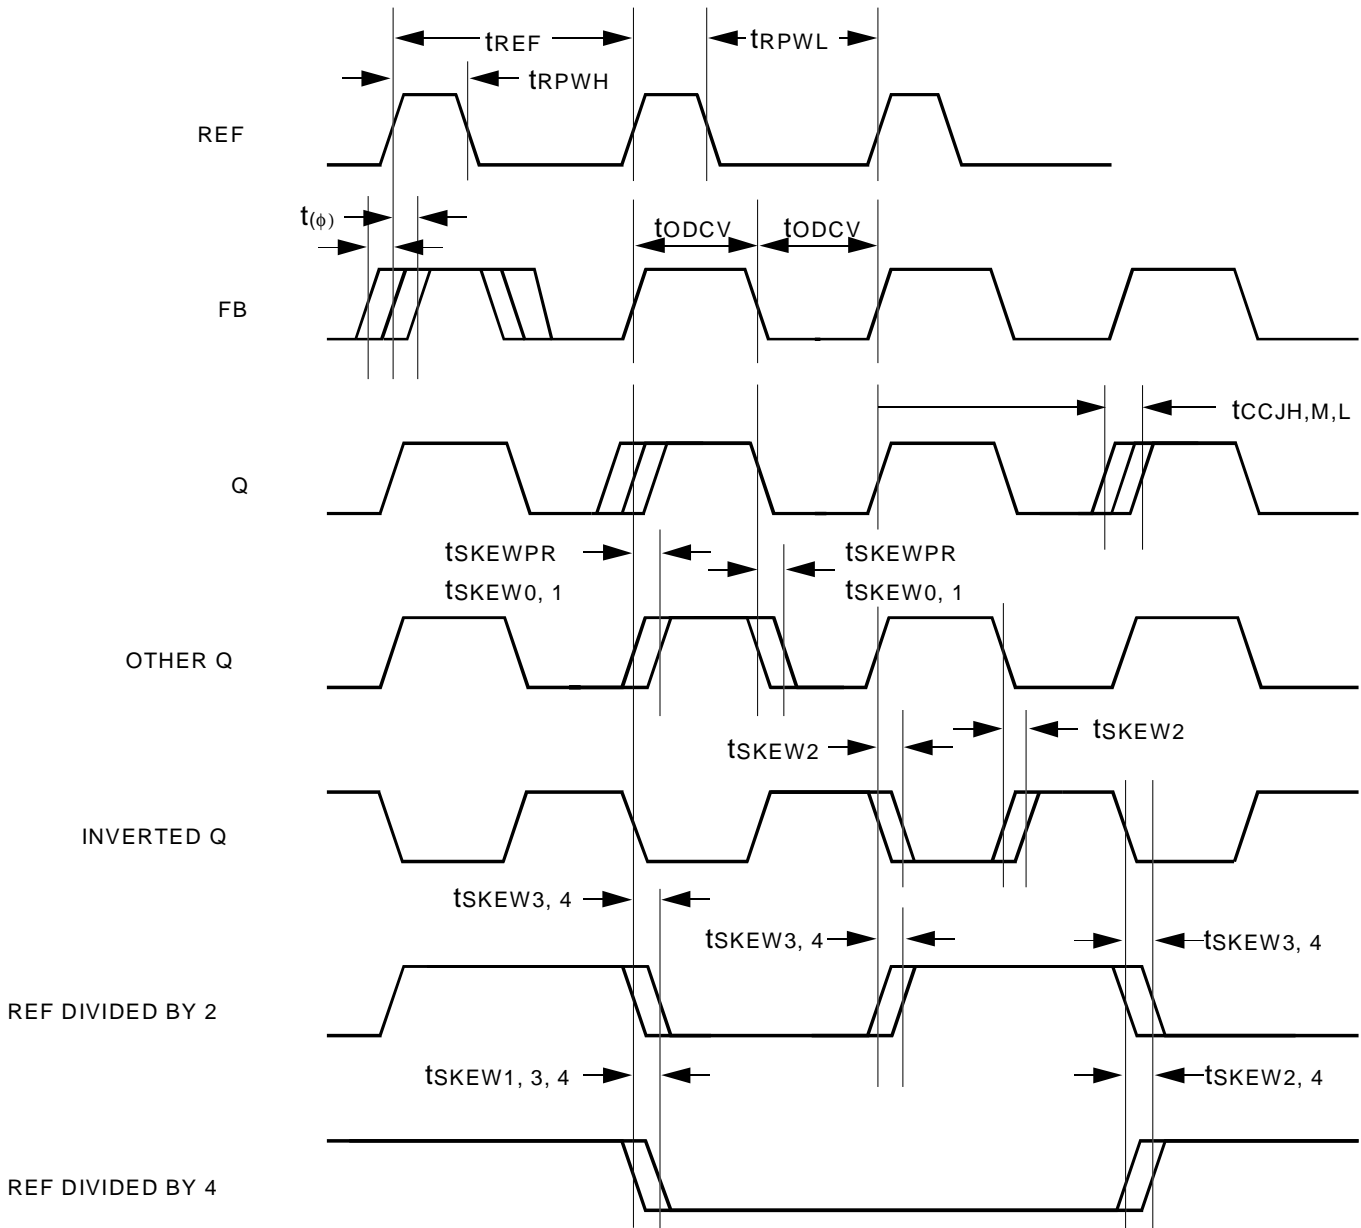 tREF
tRPWL
tRPWH
REF
t(ϕ)
tODCV
tODCV
FB
tCCJH,M,L
Q
tSKEWPR
tSKEW0, 1
tSKEWPR
tSKEW0, 1
OTHER Q
tSKEW2
tSKEW2
INVERTED Q
tSKEW3, 4
tSKEW3, 4
tSKEW3, 4
REF DIVIDED BY 2
tSKEW1, 3, 4
tSKEW2, 4
REF DIVIDED BY 4